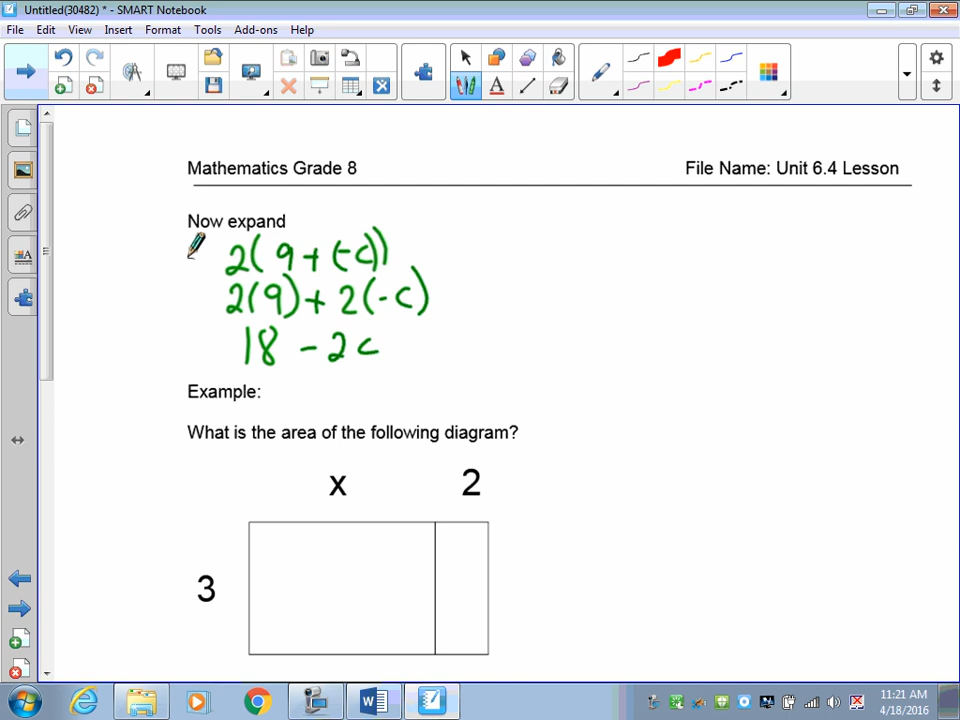 Untitled(30482) * - SMART Notebook
File Edit View Insert Format Tools Add-ons Help
Mathematics Grade 8 File Name: Unit 6.4 Lesson
Now expand
2(9+(-c))
2(9)+2(-c)
18 - 2c
Example:
What is the area of the following diagram?
x 2
3
11:21 AM
4/18/2016